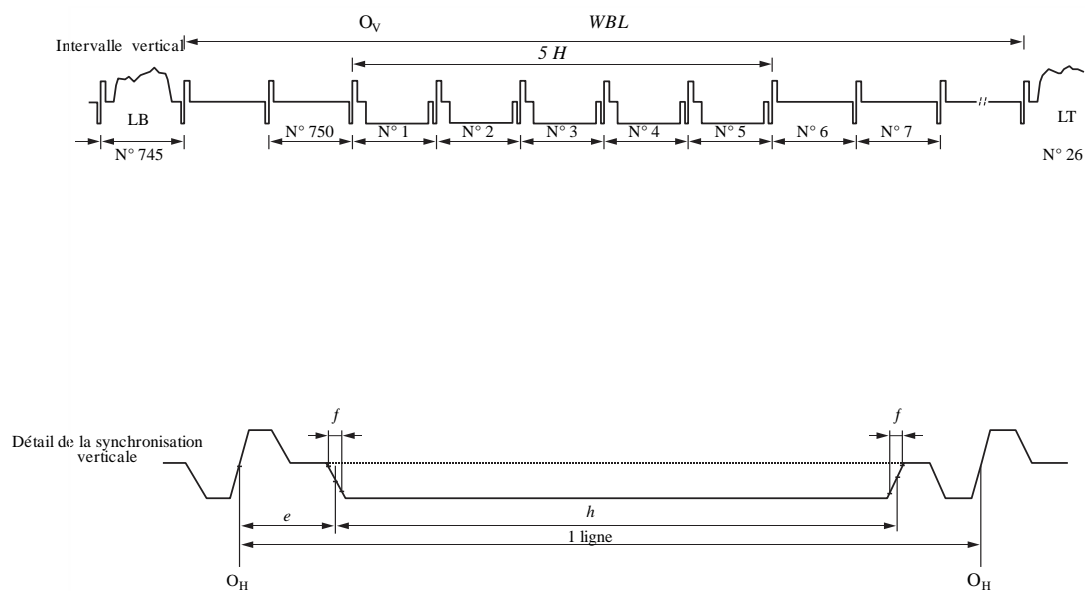 O_V WBL
Intervalle vertical
5 H
LB
N° 750 N° 1 N° 2 N° 3 N° 4 N° 5 N° 6 N° 7
LT
N° 745 N° 26
f f
Détail de la synchronisation
verticale
e h
1 ligne
O_H O_H